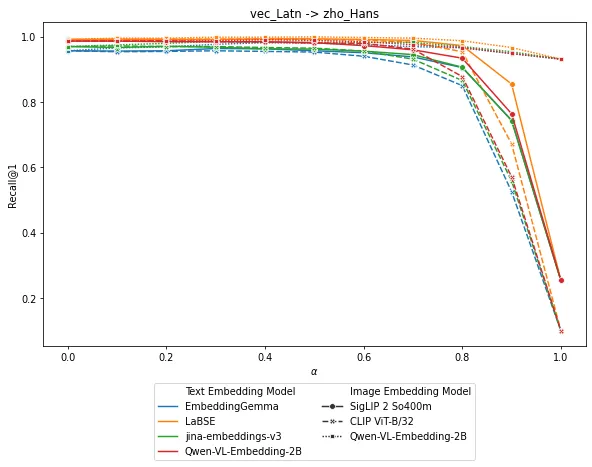 vec_Latn -> zho_Hans
Recall@1
1.0
0.8
0.6
0.4
0.2
0.0 0.2 0.4 0.6 0.8 1.0
α
Text Embedding Model
EmbeddingGemma
LaBSE
jina-embeddings-v3
Qwen-VL-Embedding-2B
Image Embedding Model
SigLIP 2 So400m
CLIP ViT-B/32
Qwen-VL-Embedding-2B